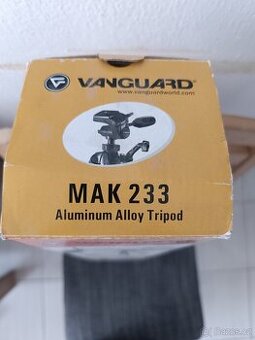 VANGUARD®
www.vanguardworld.com
MAK 233
Aluminum Alloy Tripod